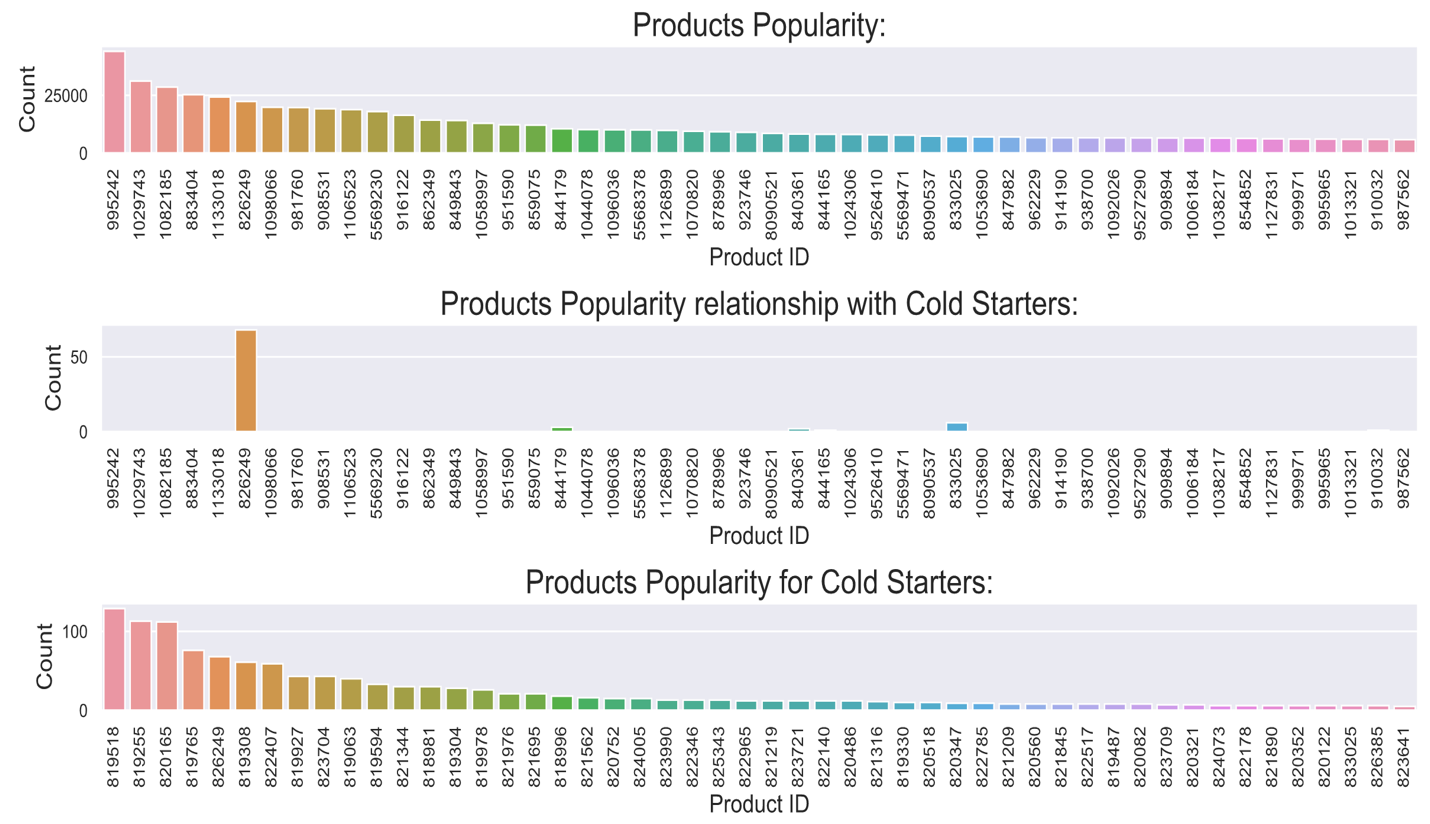 Products Popularity:
Count
25000
0
995242 1029743 1082185 883404 1133018 826249 1098066 981760 908531 1106523 5569230 916122 862349 849843 1058997 951590 859075 844179 1044078 1096036 5568378 1126899 1070820 878996 923746 8090521 840361 844165 1024306 9526410 5569471 8090537 833025 1053690 847982 962229 914190 938700 1092026 9527290 909894 1006184 1038217 854852 1127831 999971 995965 1013321 910032 987562
Product ID
Products Popularity relationship with Cold Starters:
Count
50
0
995242 1029743 1082185 883404 1133018 826249 1098066 981760 908531 1106523 5569230 916122 862349 849843 1058997 951590 859075 844179 1044078 1096036 5568378 1126899 1070820 878996 923746 8090521 840361 844165 1024306 9526410 5569471 8090537 833025 1053690 847982 962229 914190 938700 1092026 9527290 909894 1006184 1038217 854852 1127831 999971 995965 1013321 910032 987562
Product ID
Products Popularity for Cold Starters:
Count
100
0
819518 819255 820165 819765 826249 819308 822407 819927 823704 819063 819594 821344 818981 819304 819978 821976 821695 818996 821562 820752 824005 823990 822346 825343 822965 821219 823721 822140 820486 821316 819330 820518 820347 822785 821209 820560 821845 822517 819487 820082 823709 820321 824073 822178 821890 820352 820122 833025 826385 823641
Product ID